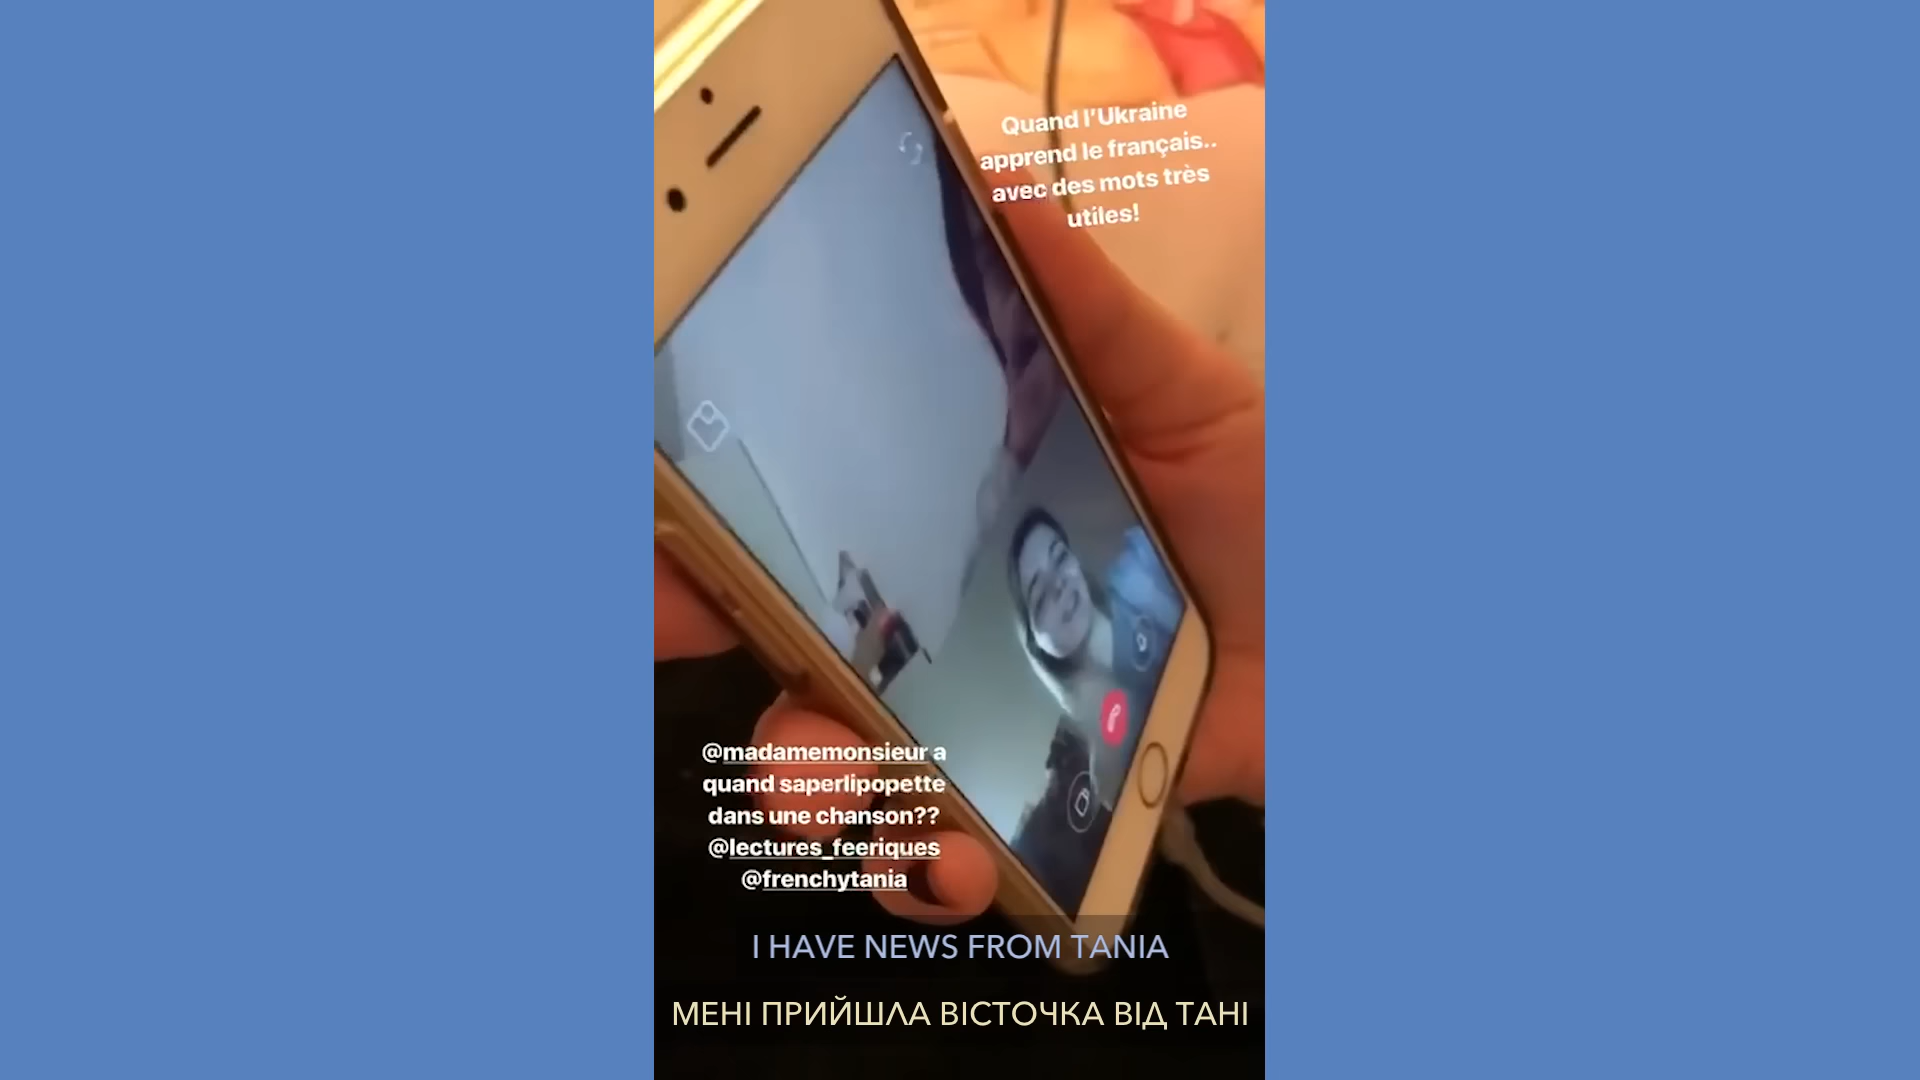 Quand l'Ukraine
apprend le français..
avec des mots très
utiles!
@madamemonsieur a
quand saperlipopette
dans une chanson??
@lectures_feeriques
@frenchytania
I HAVE NEWS FROM TANIA
МЕНІ ПРИЙШЛА ВІСТОЧКА ВІД ТАНІ